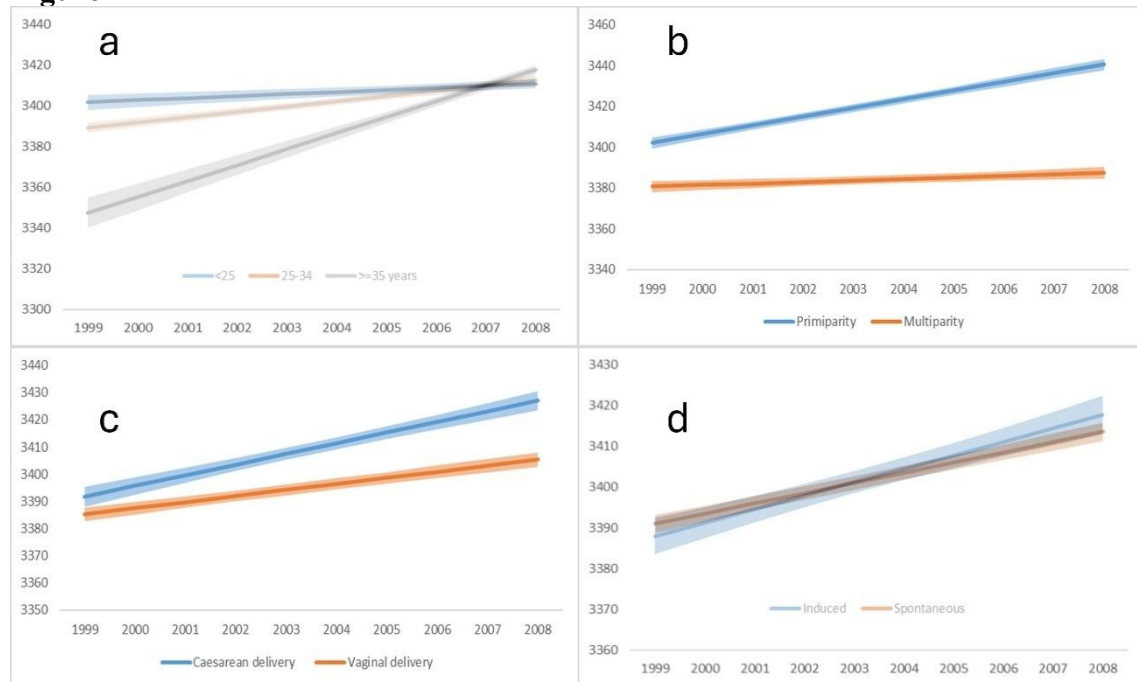 a
3440
3420
3400
3380
3360
3340
3320
3300
<25 25-34 >=35 years
1999 2000 2001 2002 2003 2004 2005 2006 2007 2008
b
3460
3440
3420
3400
3380
3360
3340
1999 2000 2001 2002 2003 2004 2005 2006 2007 2008
Primiparity Multiparity
c
3440
3430
3420
3410
3400
3390
3380
3370
3360
3350
1999 2000 2001 2002 2003 2004 2005 2006 2007 2008
Caesarean delivery Vaginal delivery
d
3430
3420
3410
3400
3390
3380
3370
3360
Induced Spontaneous
1999 2000 2001 2002 2003 2004 2005 2006 2007 2008